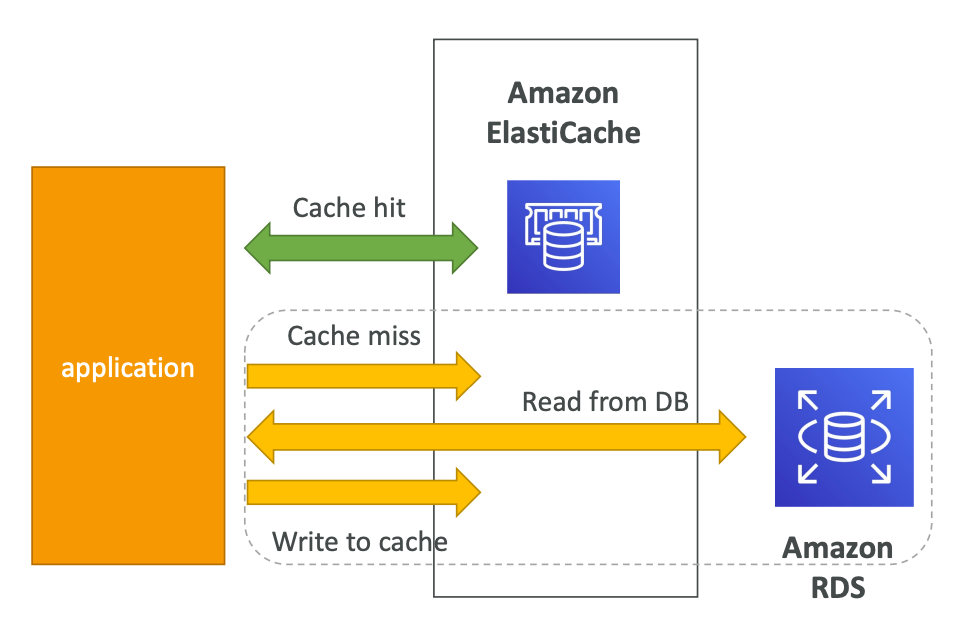 Amazon
ElastiCache
Cache hit
Cache miss
application
Read from DB
Write to cache
Amazon
RDS